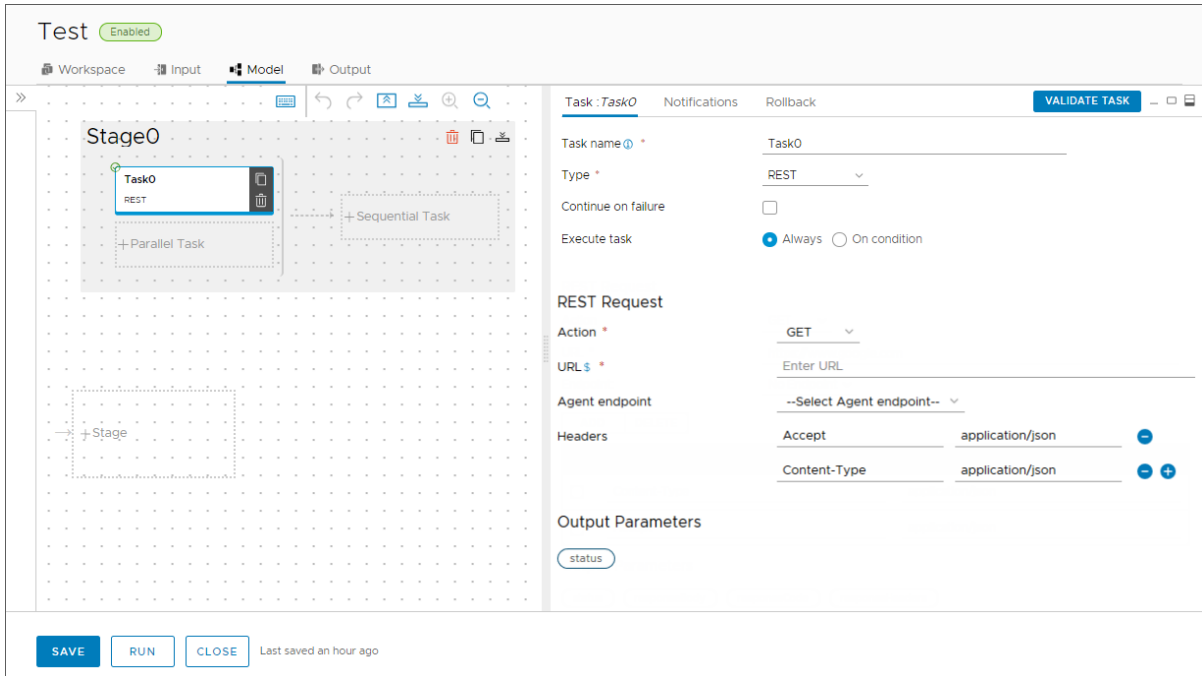 Test Enabled
Workspace Input Model Output
Stage0
Task0
REST
+Parallel Task
+Sequential Task
+Stage
Task :Task0 Notifications Rollback VALIDATE TASK
Task name * Task0
Type * REST
Continue on failure
Execute task Always On condition
REST Request
Action * GET
URL $ * Enter URL
Agent endpoint --Select Agent endpoint--
Headers Accept application/json
Content-Type application/json
Output Parameters
status
SAVE RUN CLOSE Last saved an hour ago